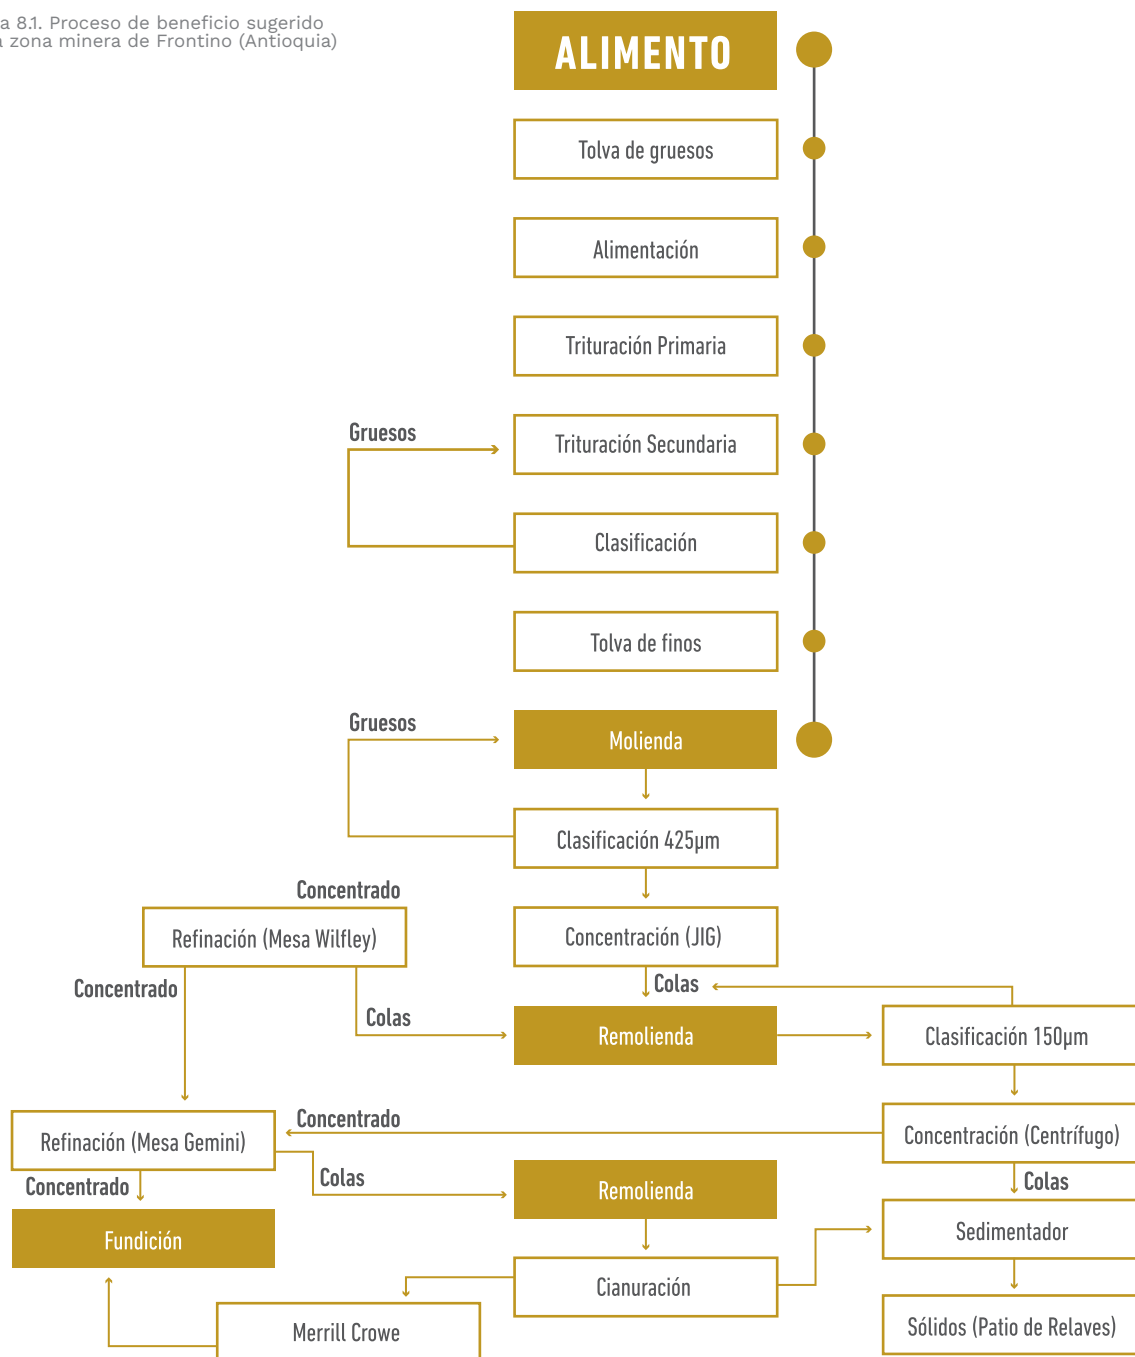 a 8.1. Proceso de beneficio sugerido
a zona minera de Frontino (Antioquia)
ALIMENTO
Tolva de gruesos
Alimentación
Trituración Primaria
Gruesos
Trituración Secundaria
Clasificación
Tolva de finos
Gruesos
Molienda
Clasificación 425µm
Concentrado
Refinación (Mesa Wilfley)
Concentración (JIG)
Concentrado
Colas
Colas
Remolienda
Clasificación 150µm
Concentrado
Refinación (Mesa Gemini)
Concentración (Centrífugo)
Concentrado
Colas
Remolienda
Colas
Fundición
Sedimentador
Cianuración
Merrill Crowe
Sólidos (Patio de Relaves)